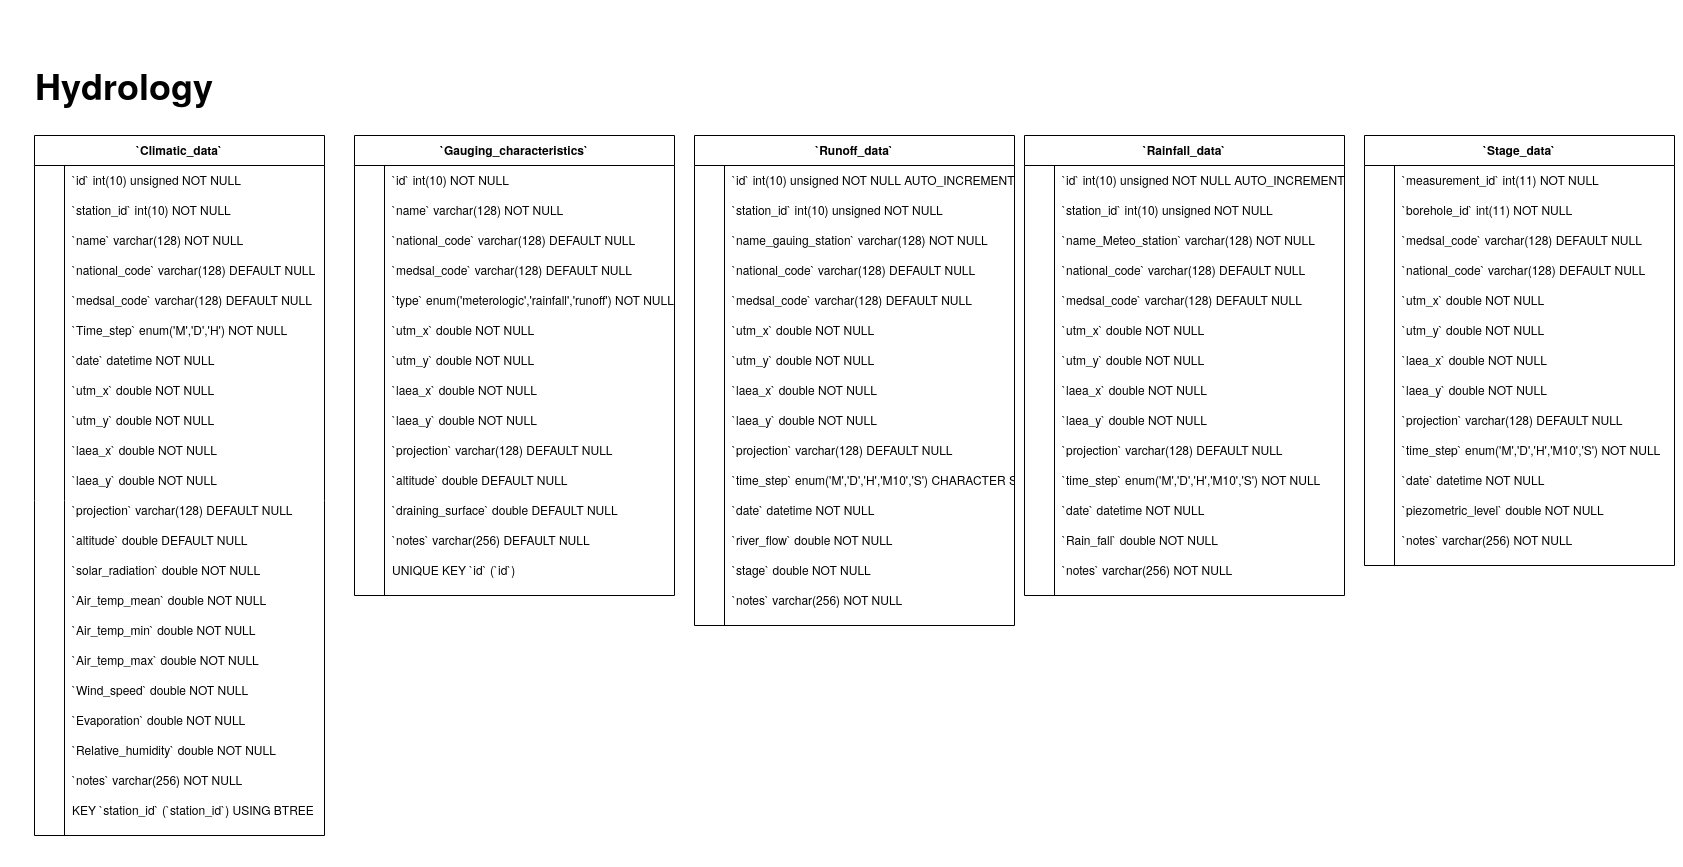 Hydrology
`Climatic_data`
`id` int(10) unsigned NOT NULL
`station_id` int(10) NOT NULL
`name` varchar(128) NOT NULL
`national_code` varchar(128) DEFAULT NULL
`medsal_code` varchar(128) DEFAULT NULL
`Time_step` enum('M','D','H') NOT NULL
`date` datetime NOT NULL
`utm_x` double NOT NULL
`utm_y` double NOT NULL
`laea_x` double NOT NULL
`laea_y` double NOT NULL
`projection` varchar(128) DEFAULT NULL
`altitude` double DEFAULT NULL
`solar_radiation` double NOT NULL
`Air_temp_mean` double NOT NULL
`Air_temp_min` double NOT NULL
`Air_temp_max` double NOT NULL
`Wind_speed` double NOT NULL
`Evaporation` double NOT NULL
`Relative_humidity` double NOT NULL
`notes` varchar(256) NOT NULL
KEY `station_id` (`station_id`) USING BTREE
`Gauging_characteristics`
`id` int(10) NOT NULL
`name` varchar(128) NOT NULL
`national_code` varchar(128) DEFAULT NULL
`medsal_code` varchar(128) DEFAULT NULL
`type` enum('meterologic','rainfall','runoff') NOT NULL
`utm_x` double NOT NULL
`utm_y` double NOT NULL
`laea_x` double NOT NULL
`laea_y` double NOT NULL
`projection` varchar(128) DEFAULT NULL
`altitude` double DEFAULT NULL
`draining_surface` double DEFAULT NULL
`notes` varchar(256) DEFAULT NULL
UNIQUE KEY `id` (`id`)
`Runoff_data`
`id` int(10) unsigned NOT NULL AUTO_INCREMENT
`station_id` int(10) unsigned NOT NULL
`name_gauing_station` varchar(128) NOT NULL
`national_code` varchar(128) DEFAULT NULL
`medsal_code` varchar(128) DEFAULT NULL
`utm_x` double NOT NULL
`utm_y` double NOT NULL
`laea_x` double NOT NULL
`laea_y` double NOT NULL
`projection` varchar(128) DEFAULT NULL
`time_step` enum('M','D','H','M10','S') CHARACTER S
`date` datetime NOT NULL
`river_flow` double NOT NULL
`stage` double NOT NULL
`notes` varchar(256) NOT NULL
`Rainfall_data`
`id` int(10) unsigned NOT NULL AUTO_INCREMENT
`station_id` int(10) unsigned NOT NULL
`name_Meteo_station` varchar(128) NOT NULL
`national_code` varchar(128) DEFAULT NULL
`medsal_code` varchar(128) DEFAULT NULL
`utm_x` double NOT NULL
`utm_y` double NOT NULL
`laea_x` double NOT NULL
`laea_y` double NOT NULL
`projection` varchar(128) DEFAULT NULL
`time_step` enum('M','D','H','M10','S') NOT NULL
`date` datetime NOT NULL
`Rain_fall` double NOT NULL
`notes` varchar(256) NOT NULL
`Stage_data`
`measurement_id` int(11) NOT NULL
`borehole_id` int(11) NOT NULL
`medsal_code` varchar(128) DEFAULT NULL
`national_code` varchar(128) DEFAULT NULL
`utm_x` double NOT NULL
`utm_y` double NOT NULL
`laea_x` double NOT NULL
`laea_y` double NOT NULL
`projection` varchar(128) DEFAULT NULL
`time_step` enum('M','D','H','M10','S') NOT NULL
`date` datetime NOT NULL
`piezometric_level` double NOT NULL
`notes` varchar(256) NOT NULL